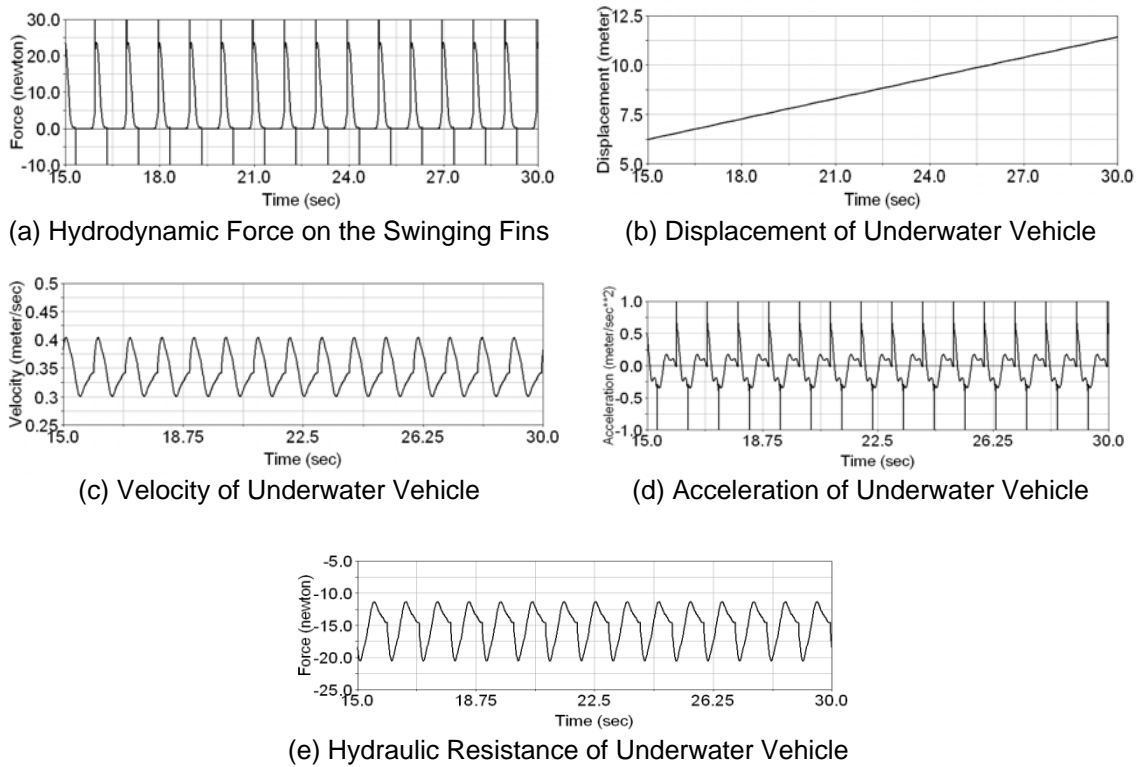 30.0
20.0
10.0
0.0
-10.0
Force (newton)
15.0 18.0 21.0 24.0 27.0 30.0
Time (sec)
(a) Hydrodynamic Force on the Swinging Fins
12.5
10.0
7.5
5.0
Displacement (meter)
15.0 18.0 21.0 24.0 27.0 30.0
Time (sec)
(b) Displacement of Underwater Vehicle
0.5
0.45
0.4
0.35
0.3
0.25
Velocity (meter/sec)
15.0 18.75 22.5 26.25 30.0
Time (sec)
(c) Velocity of Underwater Vehicle
1.0
0.5
0.0
-0.5
-1.0
Acceleration (meter/sec**2)
15.0 18.75 22.5 26.25 30.0
Time (sec)
(d) Acceleration of Underwater Vehicle
-5.0
-10.0
-15.0
-20.0
-25.0
Force (newton)
15.0 18.75 22.5 26.25 30.0
Time (sec)
(e) Hydraulic Resistance of Underwater Vehicle